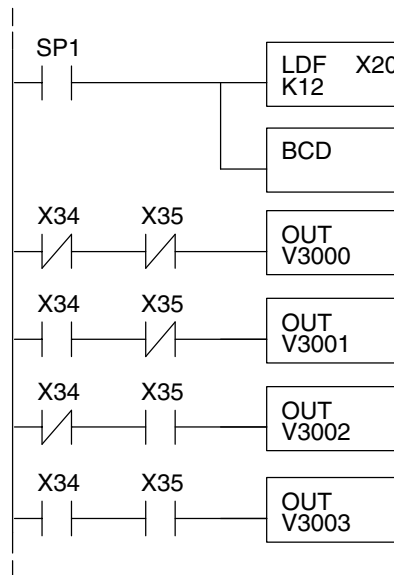 SP1
LDF X20
K12
BCD
X34 X35
OUT
V3000
X34 X35
OUT
V3001
X34 X35
OUT
V3002
X34 X35
OUT
V3003